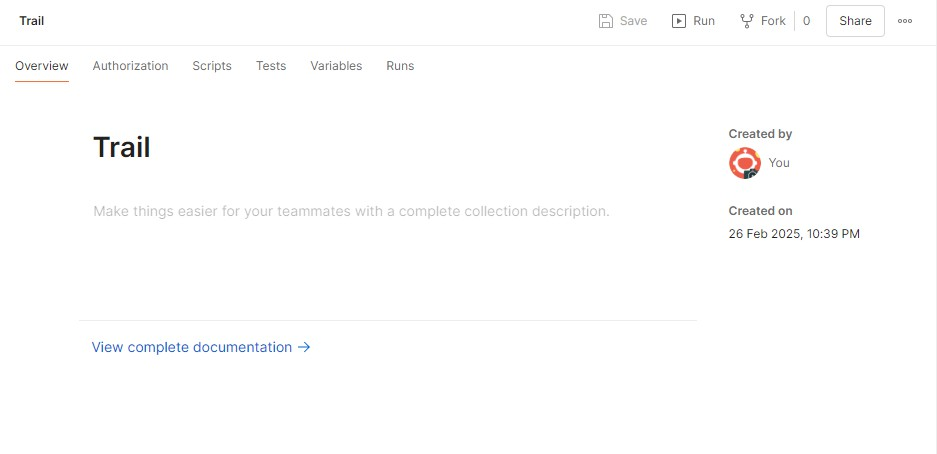 Trail
Save
Run
Fork
0
Share
Overview
Authorization
Scripts
Tests
Variables
Runs
Trail
Make things easier for your teammates with a complete collection description.
View complete documentation →
Created by
You
Created on
26 Feb 2025, 10:39 PM